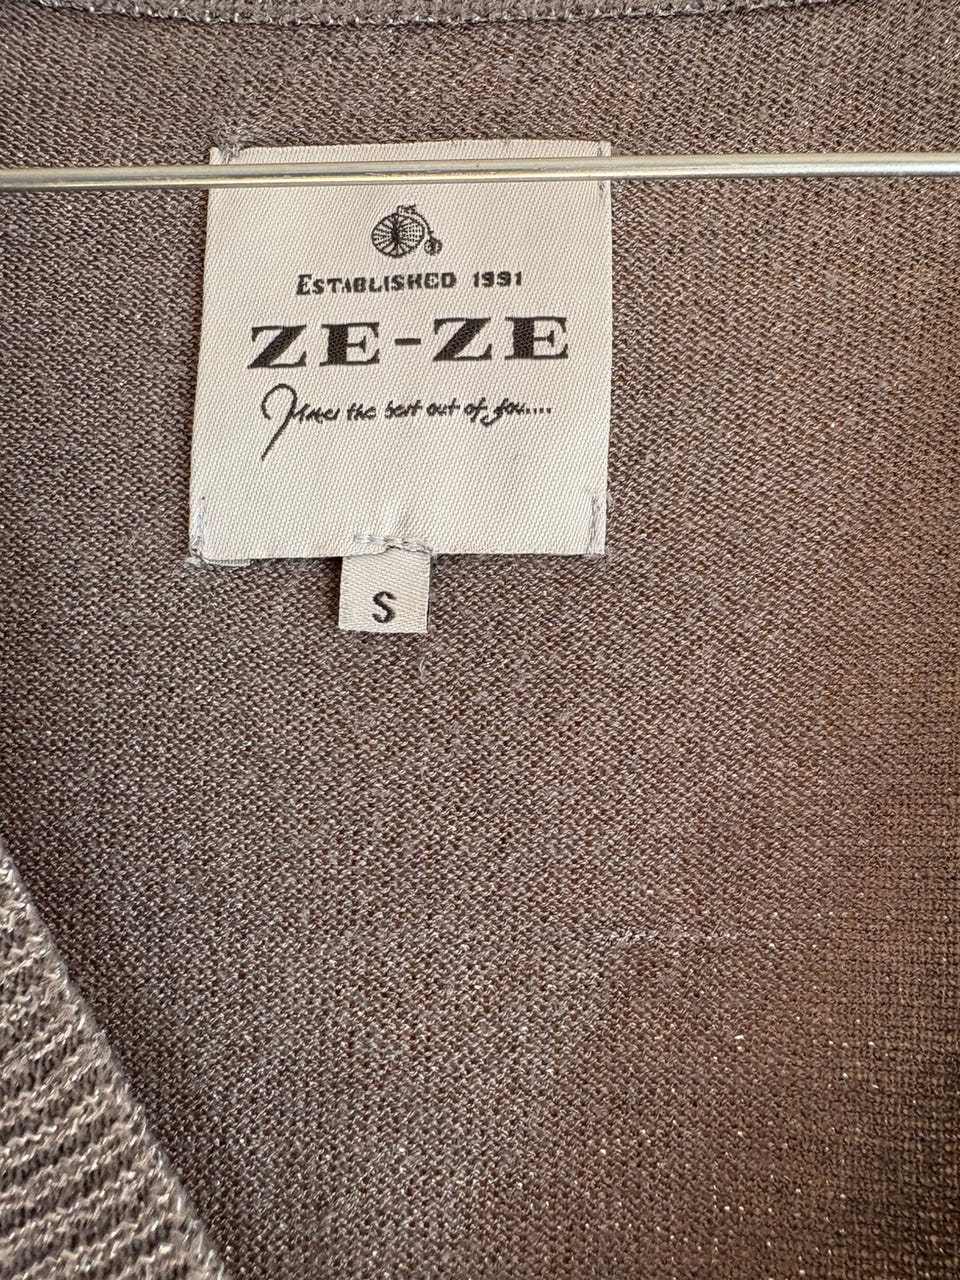 ESTABLISHED 1991
ZE-ZE
the best out of you....
S